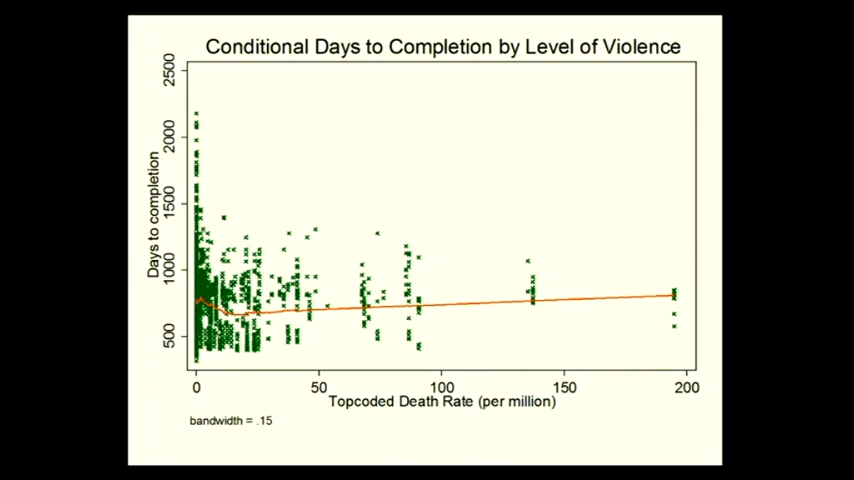 Conditional Days to Completion by Level of Violence
Days to completion
2500
2000
1500
1000
500
0
50
100
150
200
Topcoded Death Rate (per million)
bandwidth = .15